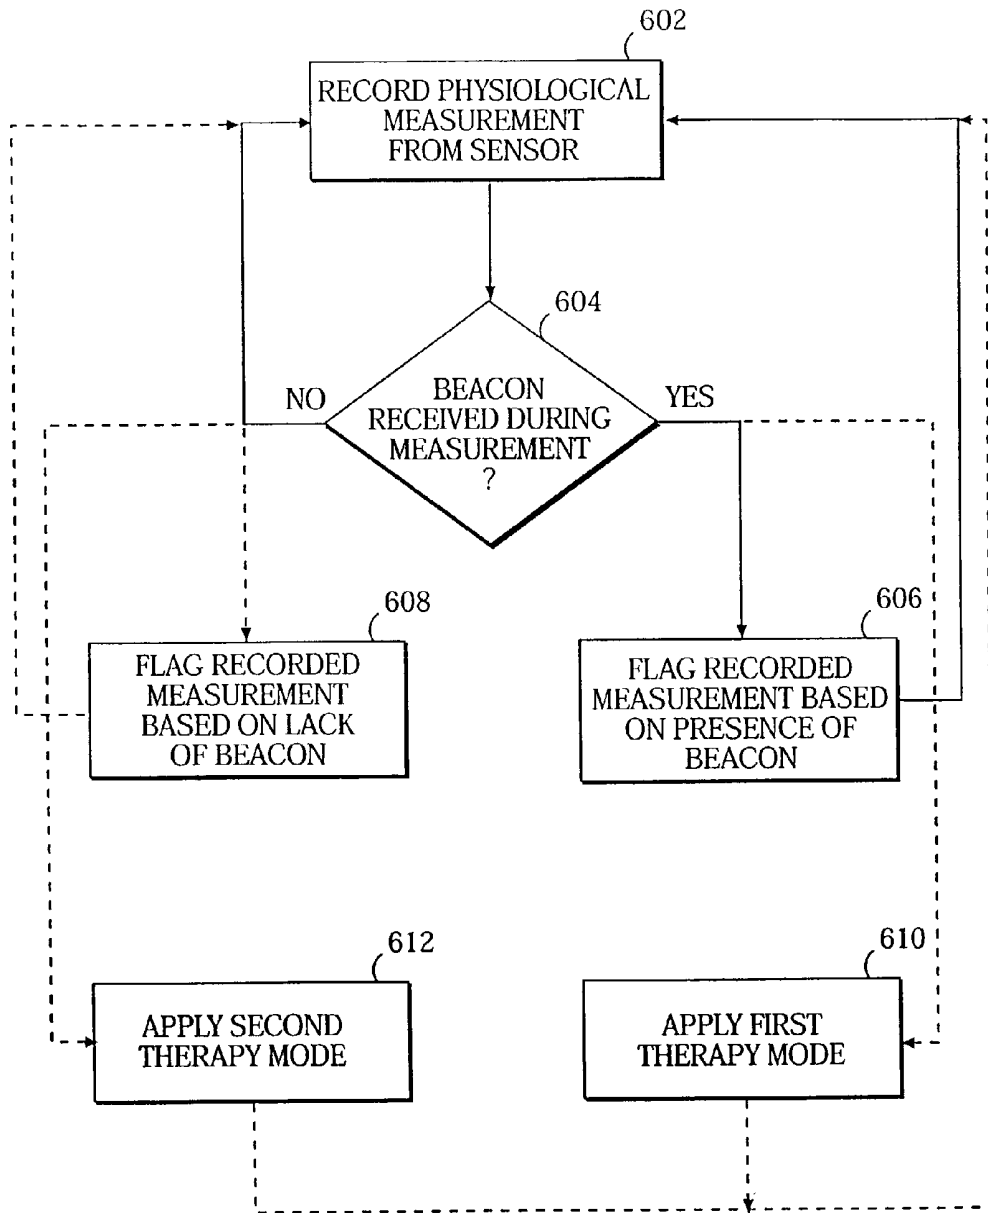 602
RECORD PHYSIOLOGICAL
MEASUREMENT
FROM SENSOR
604
NO
BEACON
RECEIVED DURING
MEASUREMENT
?
YES
608
FLAG RECORDED
MEASUREMENT
BASED ON LACK
OF BEACON
606
FLAG RECORDED
MEASUREMENT BASED
ON PRESENCE OF
BEACON
612
APPLY SECOND
THERAPY MODE
610
APPLY FIRST
THERAPY MODE